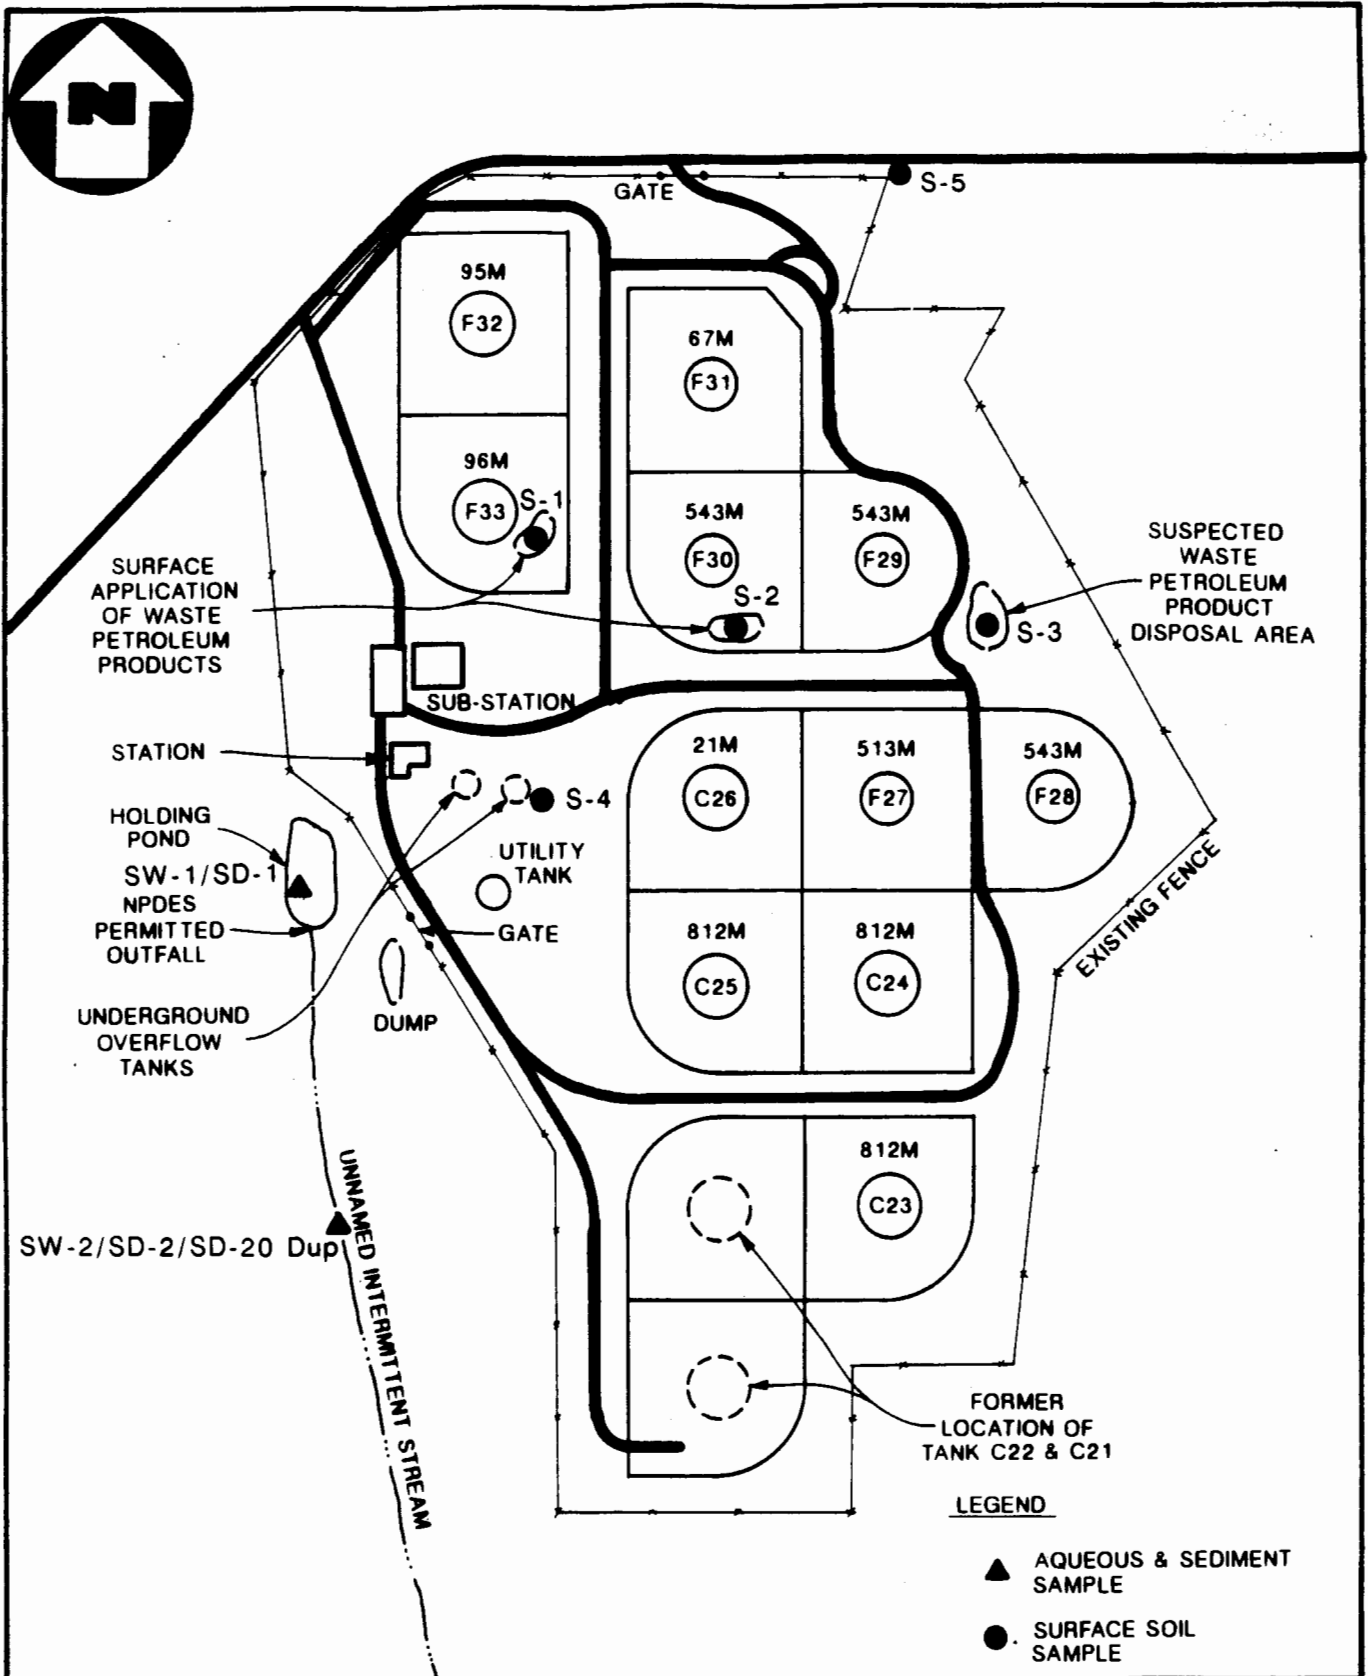 N
GATE
S-5
95M
F32
67M
F31
96M
F33
S-1
543M
F30
543M
F29
S-2
S-3
SURFACE
APPLICATION
OF WASTE
PETROLEUM
PRODUCTS
SUSPECTED
WASTE
PETROLEUM
PRODUCT
DISPOSAL AREA
SUB-STATION
STATION
21M
C26
513M
F27
543M
F28
S-4
HOLDING
POND
SW-1/SD-1
NPDES
PERMITTED
OUTFALL
UTILITY
TANK
GATE
EXISTING FENCE
812M
C25
812M
C24
UNDERGROUND
OVERFLOW
TANKS
DUMP
812M
C23
UNNAMED INTERMITTENT STREAM
SW-2/SD-2/SD-20 Dup
FORMER
LOCATION OF
TANK C22 & C21
LEGEND
AQUEOUS & SEDIMENT
SAMPLE
SURFACE SOIL
SAMPLE